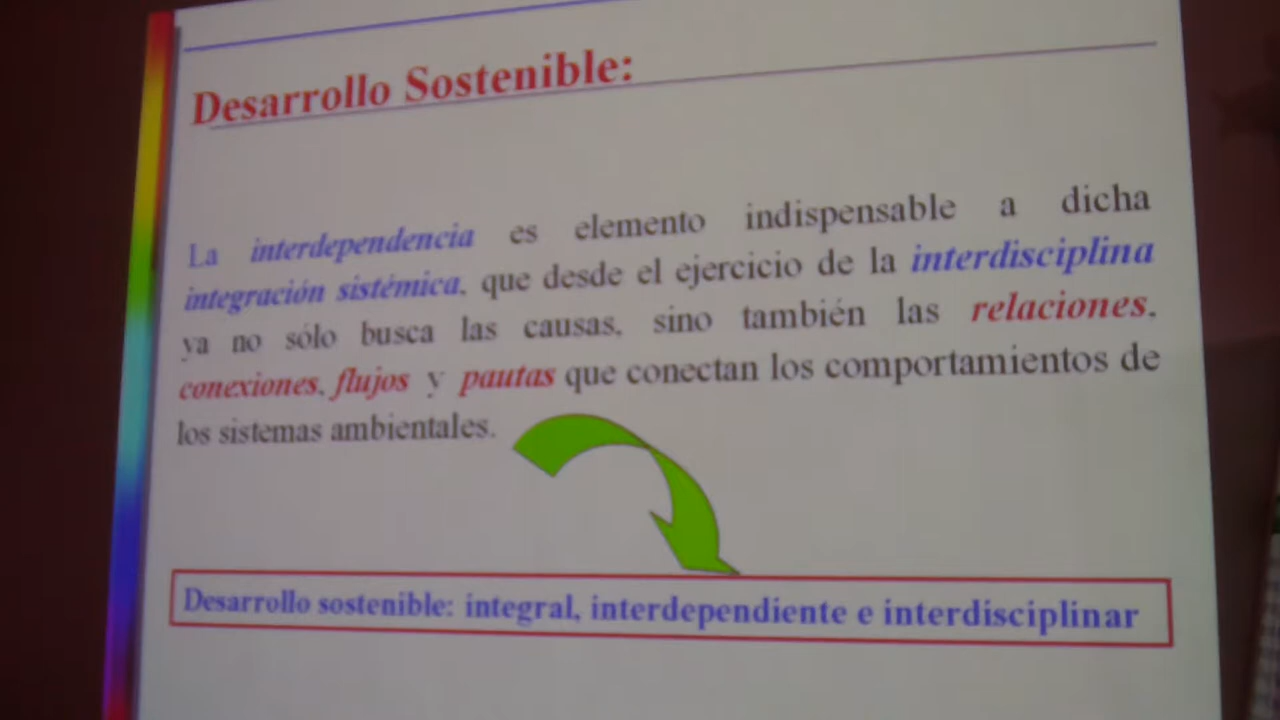 Desarrollo Sostenible:
La interdependencia es elemento indispensable a dicha
integración sistémica, que desde el ejercicio de la interdisciplina
ya no sólo busca las causas, sino también las relaciones,
conexiones, flujos y pautas que conectan los comportamientos de
los sistemas ambientales.
Desarrollo sostenible: integral, interdependiente e interdisciplinar